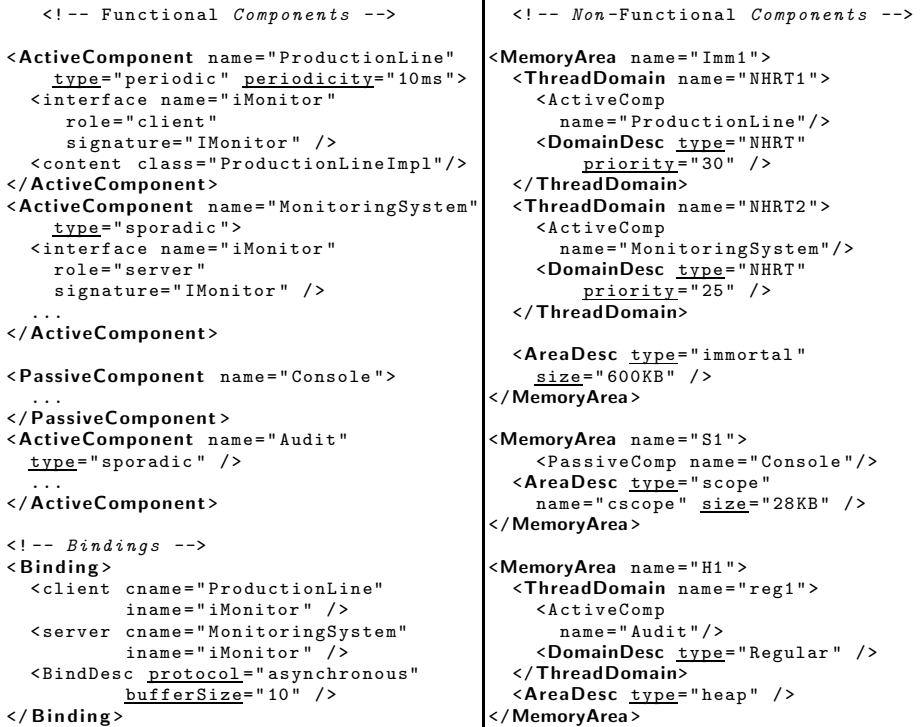 <!-- Functional Components -->
<ActiveComponent name="ProductionLine"
type="periodic" periodicity="10ms">
<interface name="iMonitor"
role="client"
signature="IMonitor" />
<content class="ProductionLineImpl"/>
</ActiveComponent>
<ActiveComponent name="MonitoringSystem"
type="sporadic">
<interface name="iMonitor"
role="server"
signature="IMonitor" />
...
</ActiveComponent>
<PassiveComponent name="Console">
...
</PassiveComponent>
<ActiveComponent name="Audit"
type="sporadic" />
...
</ActiveComponent>
<!-- Bindings -->
<Binding>
<client cname="ProductionLine"
iname="iMonitor" />
<server cname="MonitoringSystem"
iname="iMonitor" />
<BindDesc protocol="asynchronous"
bufferSize="10" />
</Binding>
<!-- Non-Functional Components -->
<MemoryArea name="Imm1">
<ThreadDomain name="NHRT1">
<ActiveComp
name="ProductionLine"/>
<DomainDesc type="NHRT"
priority="30" />
</ThreadDomain>
<ThreadDomain name="NHRT2">
<ActiveComp
name="MonitoringSystem"/>
<DomainDesc type="NHRT"
priority="25" />
</ThreadDomain>
<AreaDesc type="immortal"
size="600KB" />
</MemoryArea>
<MemoryArea name="S1">
<PassiveComp name="Console"/>
<AreaDesc type="scope"
name="cscope" size="28KB" />
</MemoryArea>
<MemoryArea name="H1">
<ThreadDomain name="reg1">
<ActiveComp
name="Audit"/>
<DomainDesc type="Regular" />
</ThreadDomain>
<AreaDesc type="heap" />
</MemoryArea>